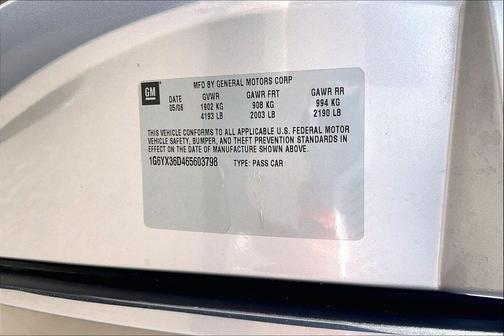 GM
MFD BY GENERAL MOTORS CORP
DATE GVWR GAWR FRT GAWR RR
05/06 1902 KG 908 KG 994 KG
4193 LB 2003 LB 2190 LB
THIS VEHICLE CONFORMS TO ALL APPLICABLE U.S. FEDERAL MOTOR
VEHICLE SAFETY, BUMPER, AND THEFT PREVENTION STANDARDS IN
EFFECT ON THE DATE OF MANUFACTURE SHOWN ABOVE.
1G6YX36D465603798 TYPE: PASS CAR